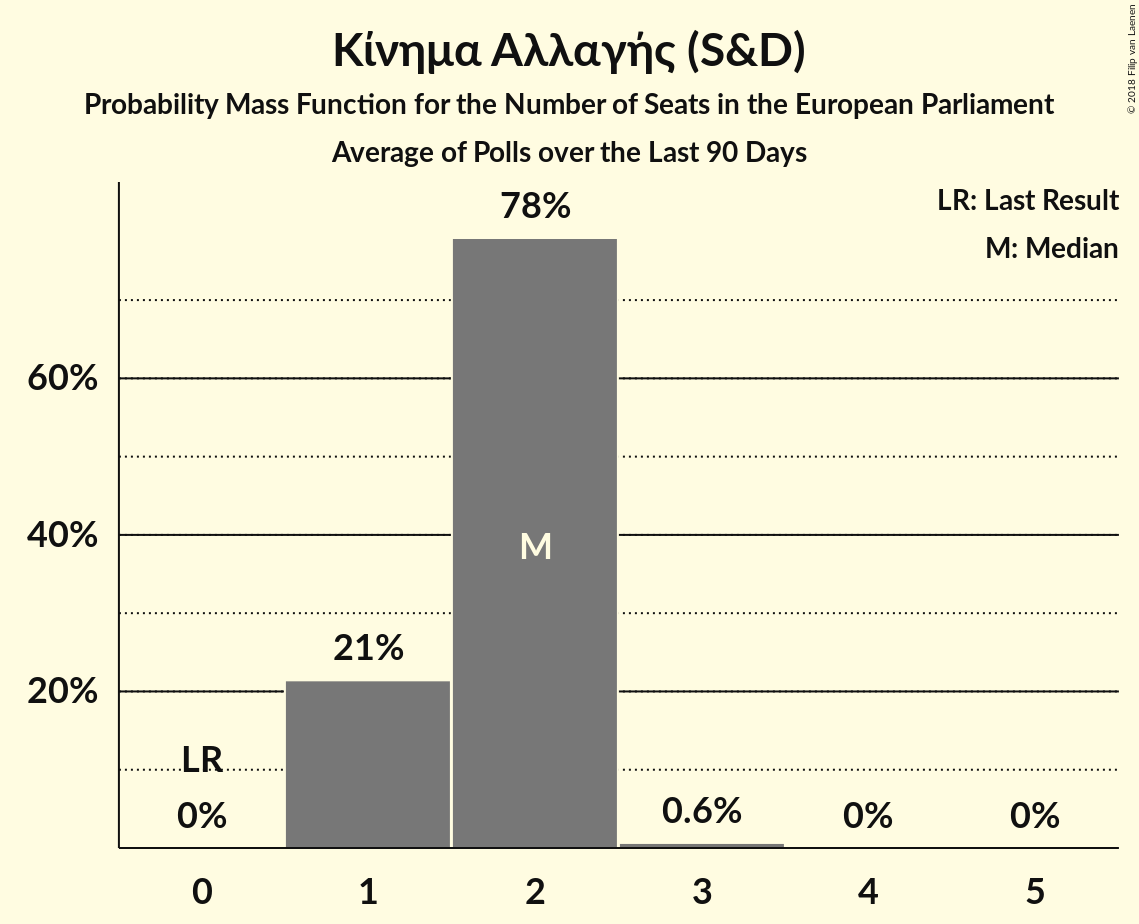 Κίνημα Αλλαγής (S&D)
Probability Mass Function for the Number of Seats in the European Parliament
Average of Polls over the Last 90 Days
© 2018 Filip van Laenen
LR: Last Result
M: Median
78%
60%
40%
M
21%
20%
LR
0%
0.6%
0%
0%
0 1 2 3 4 5